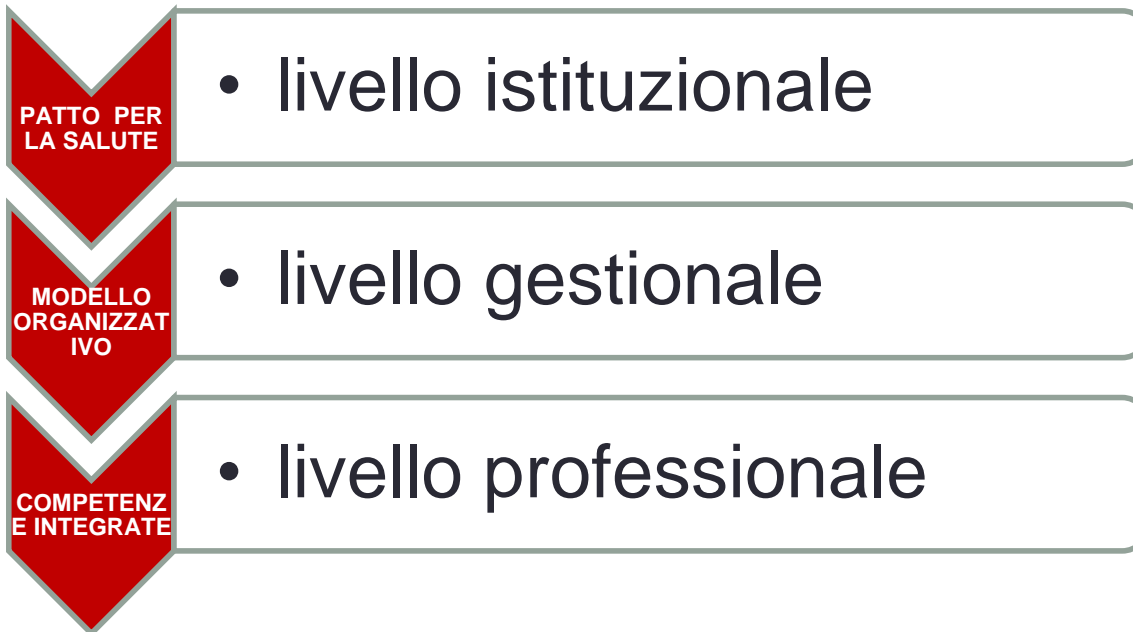 PATTO PER
LA SALUTE
• livello istituzionale
MODELLO
ORGANIZZAT
IVO
• livello gestionale
COMPETENZ
E INTEGRATE
• livello professionale